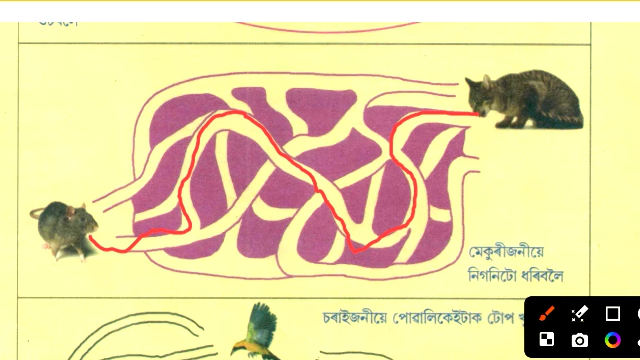 মেকুৰীজনীয়ে
নিগনিটো ধৰিবলৈ
চৰাইজনীয়ে পোৱালিকেইটাক টোপ